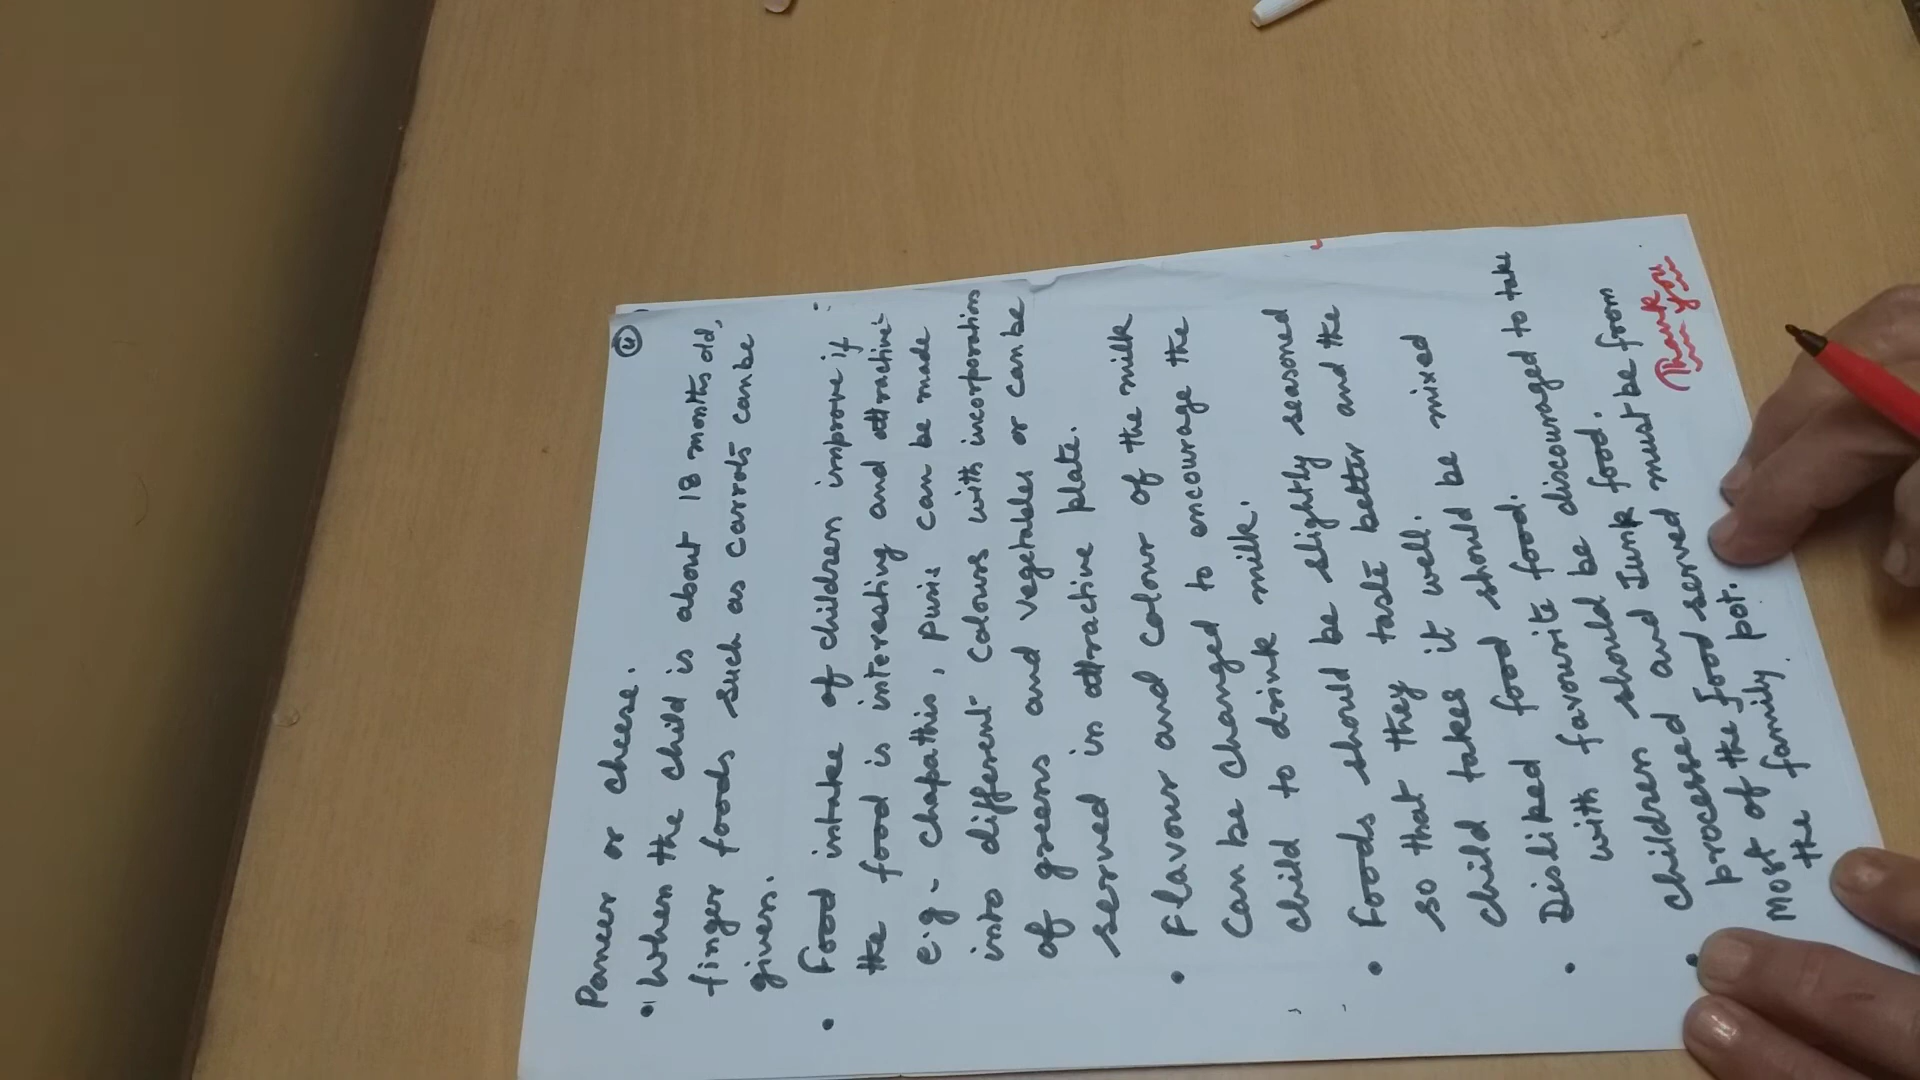 4
Paneer or cheese.
• When the child is about 18 months old,
finger foods such as carrots can be
given.
• Food intake of children improve if
the food is interesting and attractive
e.g - chapathis, puris can be made
into different colours with incorporation
of greens and vegetables or can be
served in attractive plate.
• Flavour and colour of the milk
can be changed to encourage the
child to drink milk.
• Foods should be slightly seasoned
so that they taste better and the
child takes it well.
• Disliked food should be mixed
with favourite food.
children should be discouraged to take
processed and Junk food.
• Most of the food served must be from
the family pot.
Thank
you